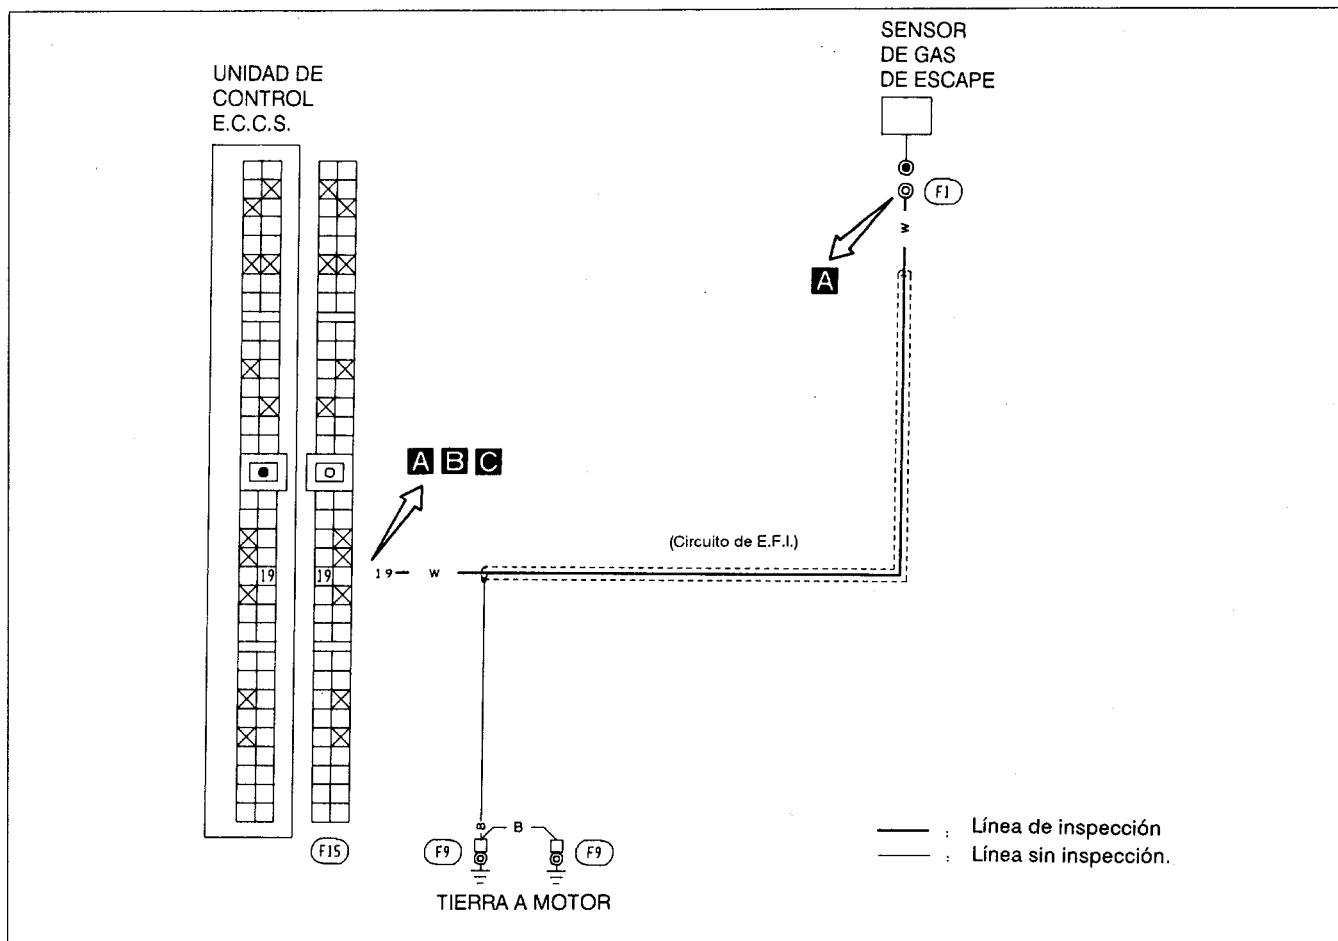 SENSOR
DE GAS
DE ESCAPE
UNIDAD DE
CONTROL
E.C.C.S.
F1
W
A
A B C
(Circuito de E.F.I.)
19 19 19 W
B B
F15 F9 F9
TIERRA A MOTOR
: Línea de inspección
: Línea sin inspección.